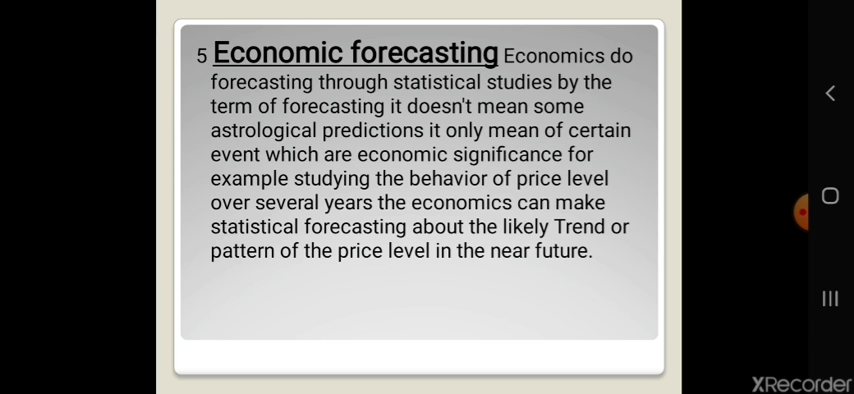 5 Economic forecasting Economics do
forecasting through statistical studies by the
term of forecasting it doesn't mean some
astrological predictions it only mean of certain
event which are economic significance for
example studying the behavior of price level
over several years the economics can make
statistical forecasting about the likely Trend or
pattern of the price level in the near future.
XRecorder